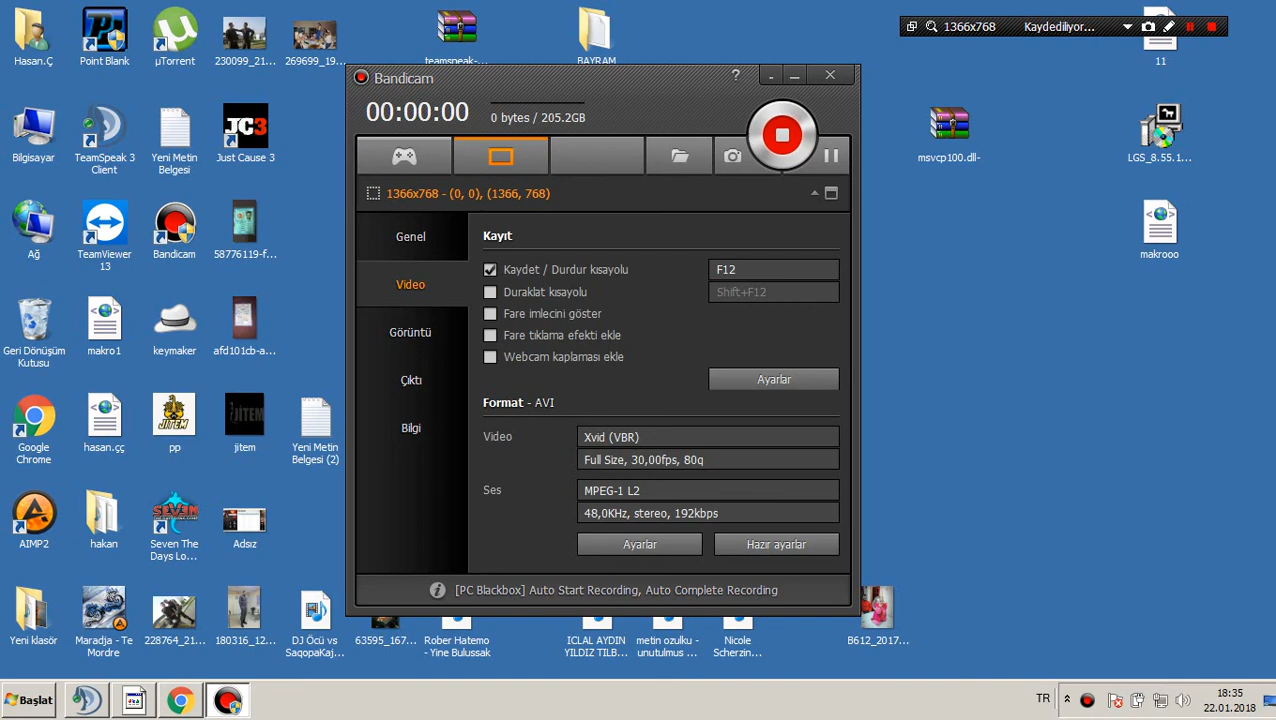 Hasan.Ç
Point Blank
µTorrent
230099_21...
269699_19...
teamspeak-...
BAYRAM
1366x768
Kaydediliyor...
11
Bilgisayar
TeamSpeak 3
Client
Yeni Metin
Belgesi
JC3
Just Cause 3
msvcp100.dll-
LGS_8.55.1...
Ağ
TeamViewer
13
Bandicam
58776119-f...
makrooo
Geri Dönüşüm
Kutusu
makro1
keymaker
afd101cb-a...
Google
Chrome
hasan.çç
JITEM
pp
JITEM
jitem
Yeni Metin
Belgesi (2)
AIMP2
hakan
SEVEN
Seven The
Days Lo...
Adsız
Yeni klasör
Maradja - Te
Mordre
228764_21...
180316_12...
DJ Öcü vs
SaqopaKaj...
63595_167...
Rober Hatemo
- Yine Bulussak
ICLAL AYDIN
YILDIZ TILB...
metin ozulku -
unutulmus ...
Nicole
Scherzin...
B612_2017...
Bandicam
?
00:00:00
0 bytes / 205.2GB
1366x768 - (0, 0), (1366, 768)
Genel
Video
Görüntü
Çıktı
Bilgi
Kayıt
Kaydet / Durdur kısayolu
F12
Duraklat kısayolu
Shift+F12
Fare imlecini göster
Fare tıklama efekti ekle
Webcam kaplaması ekle
Ayarlar
Format - AVI
Video
Xvid (VBR)
Full Size, 30,00fps, 80q
Ses
MPEG-1 L2
48,0KHz, stereo, 192kbps
Ayarlar
Hazır ayarlar
[PC Blackbox] Auto Start Recording, Auto Complete Recording
Başlat
TR
18:35
22.01.2018